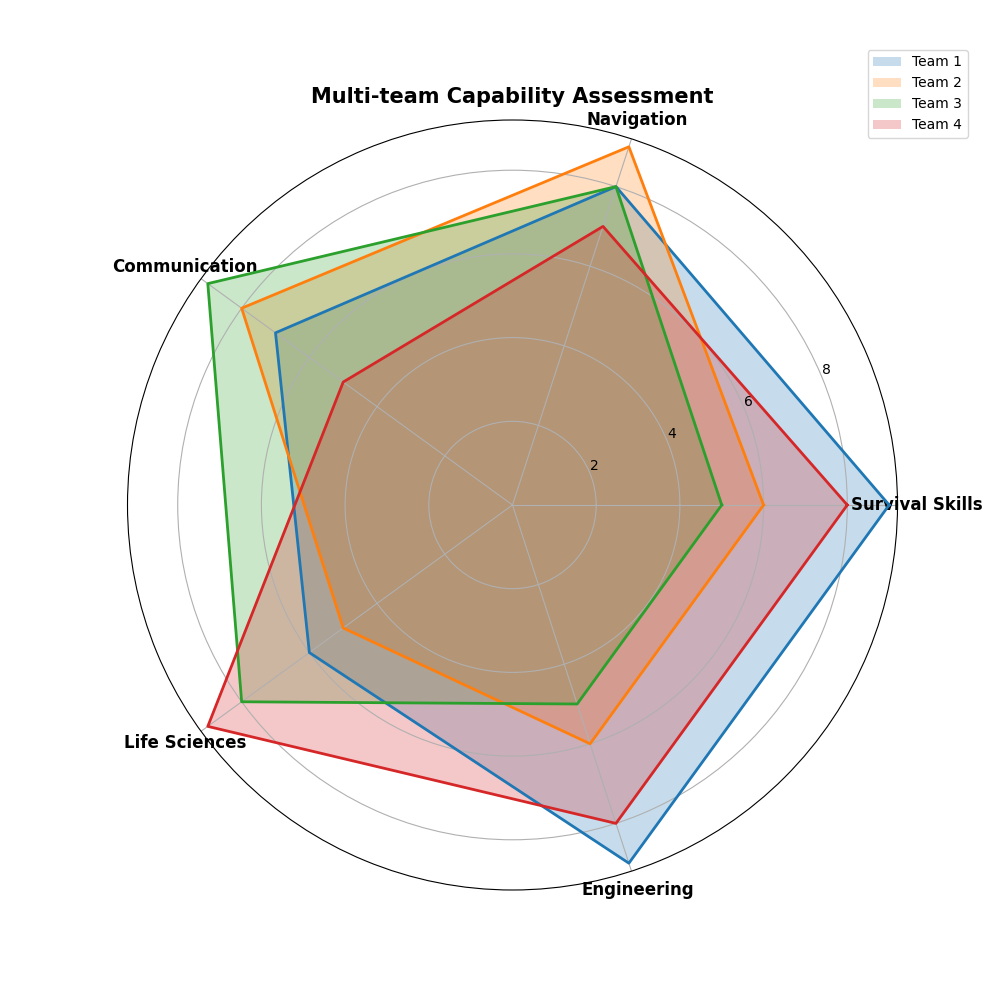 Team 1
Team 2
Team 3
Team 4
Multi-team Capability Assessment
Navigation
Communication
8
6
4
2
Survival Skills
Life Sciences
Engineering